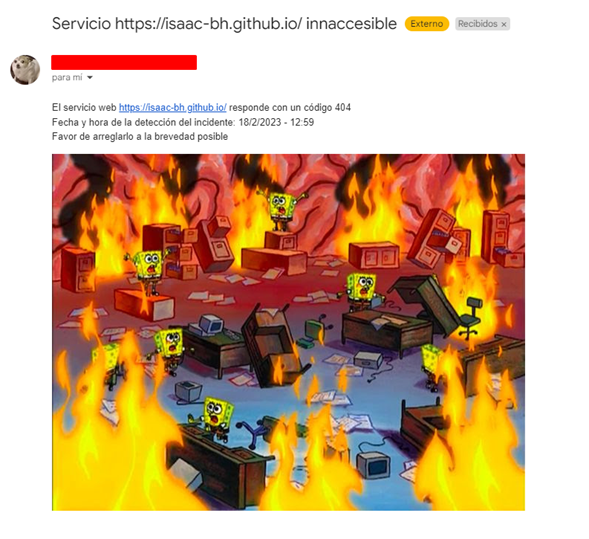 Servicio https://isaac-bh.github.io/ innaccesible Externo Recibidos ×
para mí
El servicio web https://isaac-bh.github.io/ responde con un código 404
Fecha y hora de la detección del incidente: 18/2/2023 - 12:59
Favor de arreglarlo a la brevedad posible